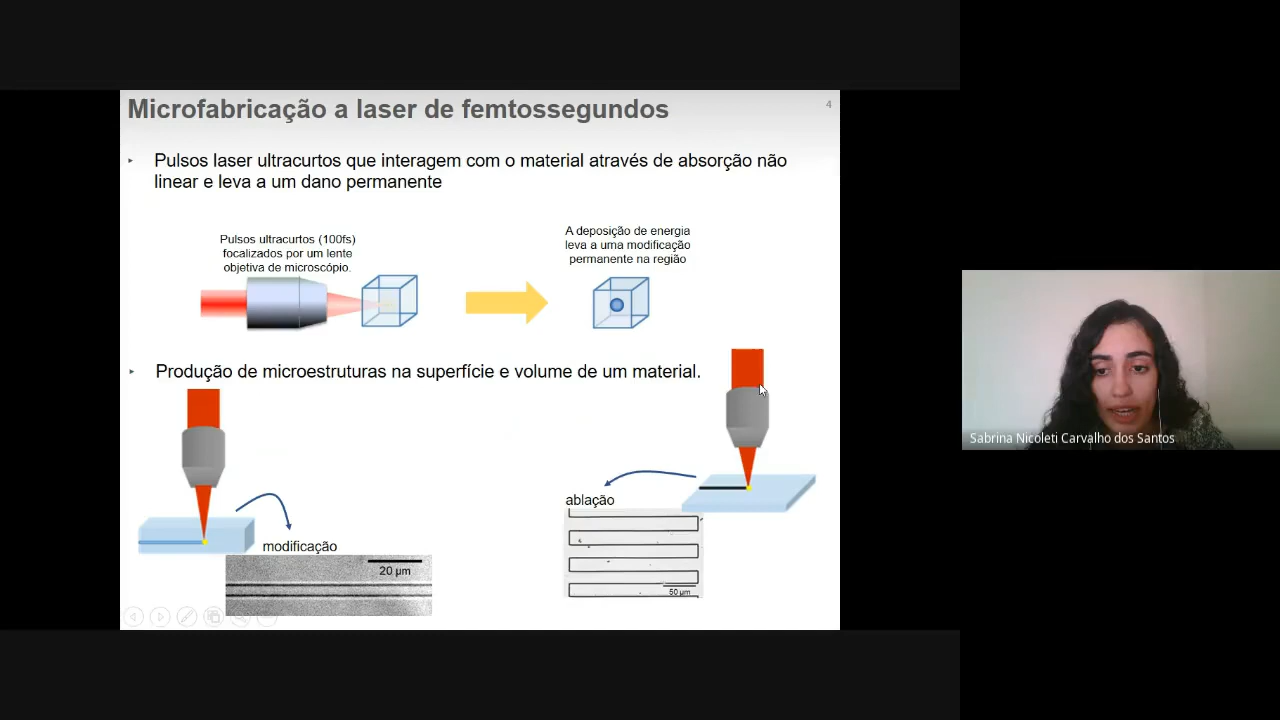 Microfabricação a laser de femtossegundos
4
Pulsos laser ultracurtos que interagem com o material através de absorção não
linear e leva a um dano permanente
Pulsos ultracurtos (100fs)
focalizados por um lente
objetiva de microscópio.
A deposição de energia
leva a uma modificação
permanente na região
Produção de microestruturas na superfície e volume de um material.
modificação
20 µm
ablação
50 µm
Sabrina Nicoleti Carvalho dos Santos